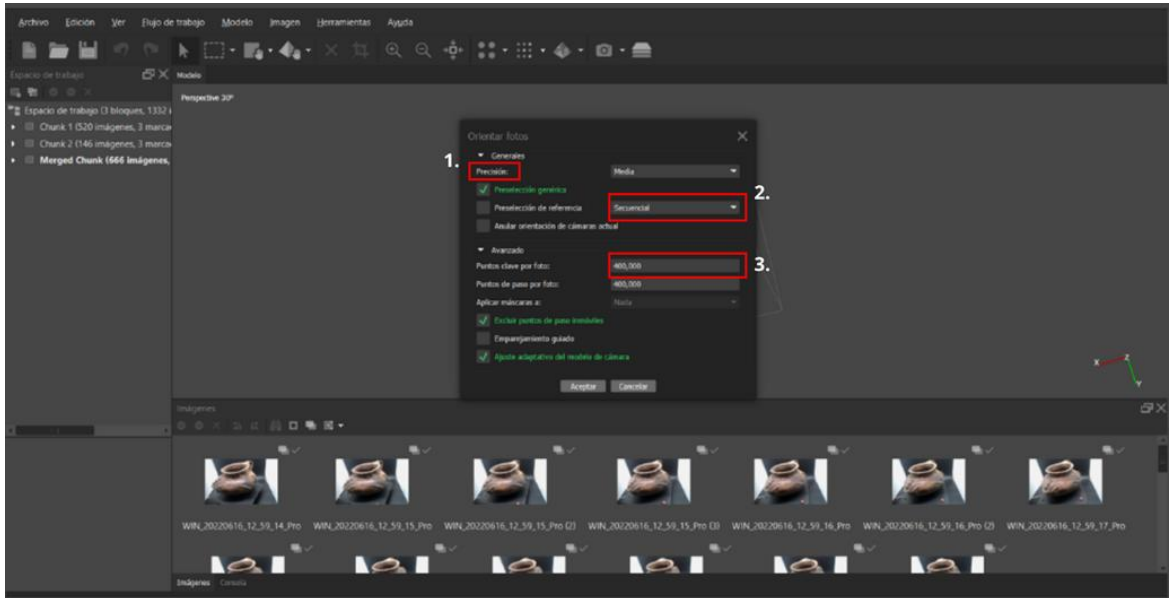 Archivo Edición Ver Flujo de trabajo Modelo Imagen Herramientas Ayuda
Espacio de trabajo
Modelo
Perspective 30°
Espacio de trabajo (3 bloques, 1332 i
Chunk 1 (520 imágenes, 3 marca
Chunk 2 (146 imágenes, 3 marca
Merged Chunk (666 imágenes,
Orientar fotos
Generales
1.
Precisión: Media
Preselección genérica
2.
Preselección de referencia Secuencial
Anular orientación de cámaras actual
Avanzado
Puntos clave por foto: 400,000
3.
Puntos de paso por foto: 400,000
Aplicar máscaras a: Nada
Excluir puntos de paso inmóviles
Emparejamiento guiado
Ajuste adaptativo del modelo de cámara
Aceptar Cancelar
X Z
Y
Imágenes
WIN_20220616_12_59_14_Pro WIN_20220616_12_59_15_Pro WIN_20220616_12_59_15_Pro (2) WIN_20220616_12_59_15_Pro (3) WIN_20220616_12_59_16_Pro WIN_20220616_12_59_16_Pro (2) WIN_20220616_12_59_17_Pro
Imágenes Consola